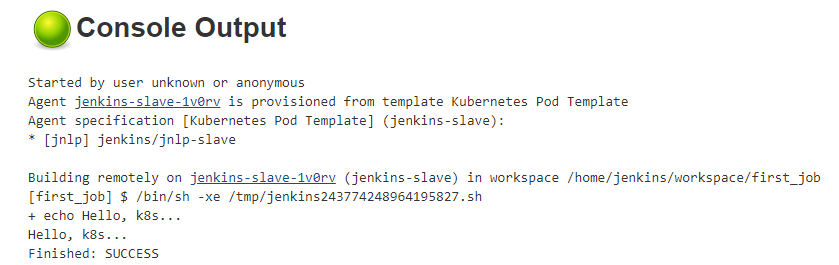 Console Output
Started by user unknown or anonymous
Agent jenkins-slave-1v0rv is provisioned from template Kubernetes Pod Template
Agent specification [Kubernetes Pod Template] (jenkins-slave):
* [jnlp] jenkins/jnlp-slave
Building remotely on jenkins-slave-1v0rv (jenkins-slave) in workspace /home/jenkins/workspace/first_job
[first_job] $ /bin/sh -xe /tmp/jenkins243774248964195827.sh
+ echo Hello, k8s...
Hello, k8s...
Finished: SUCCESS